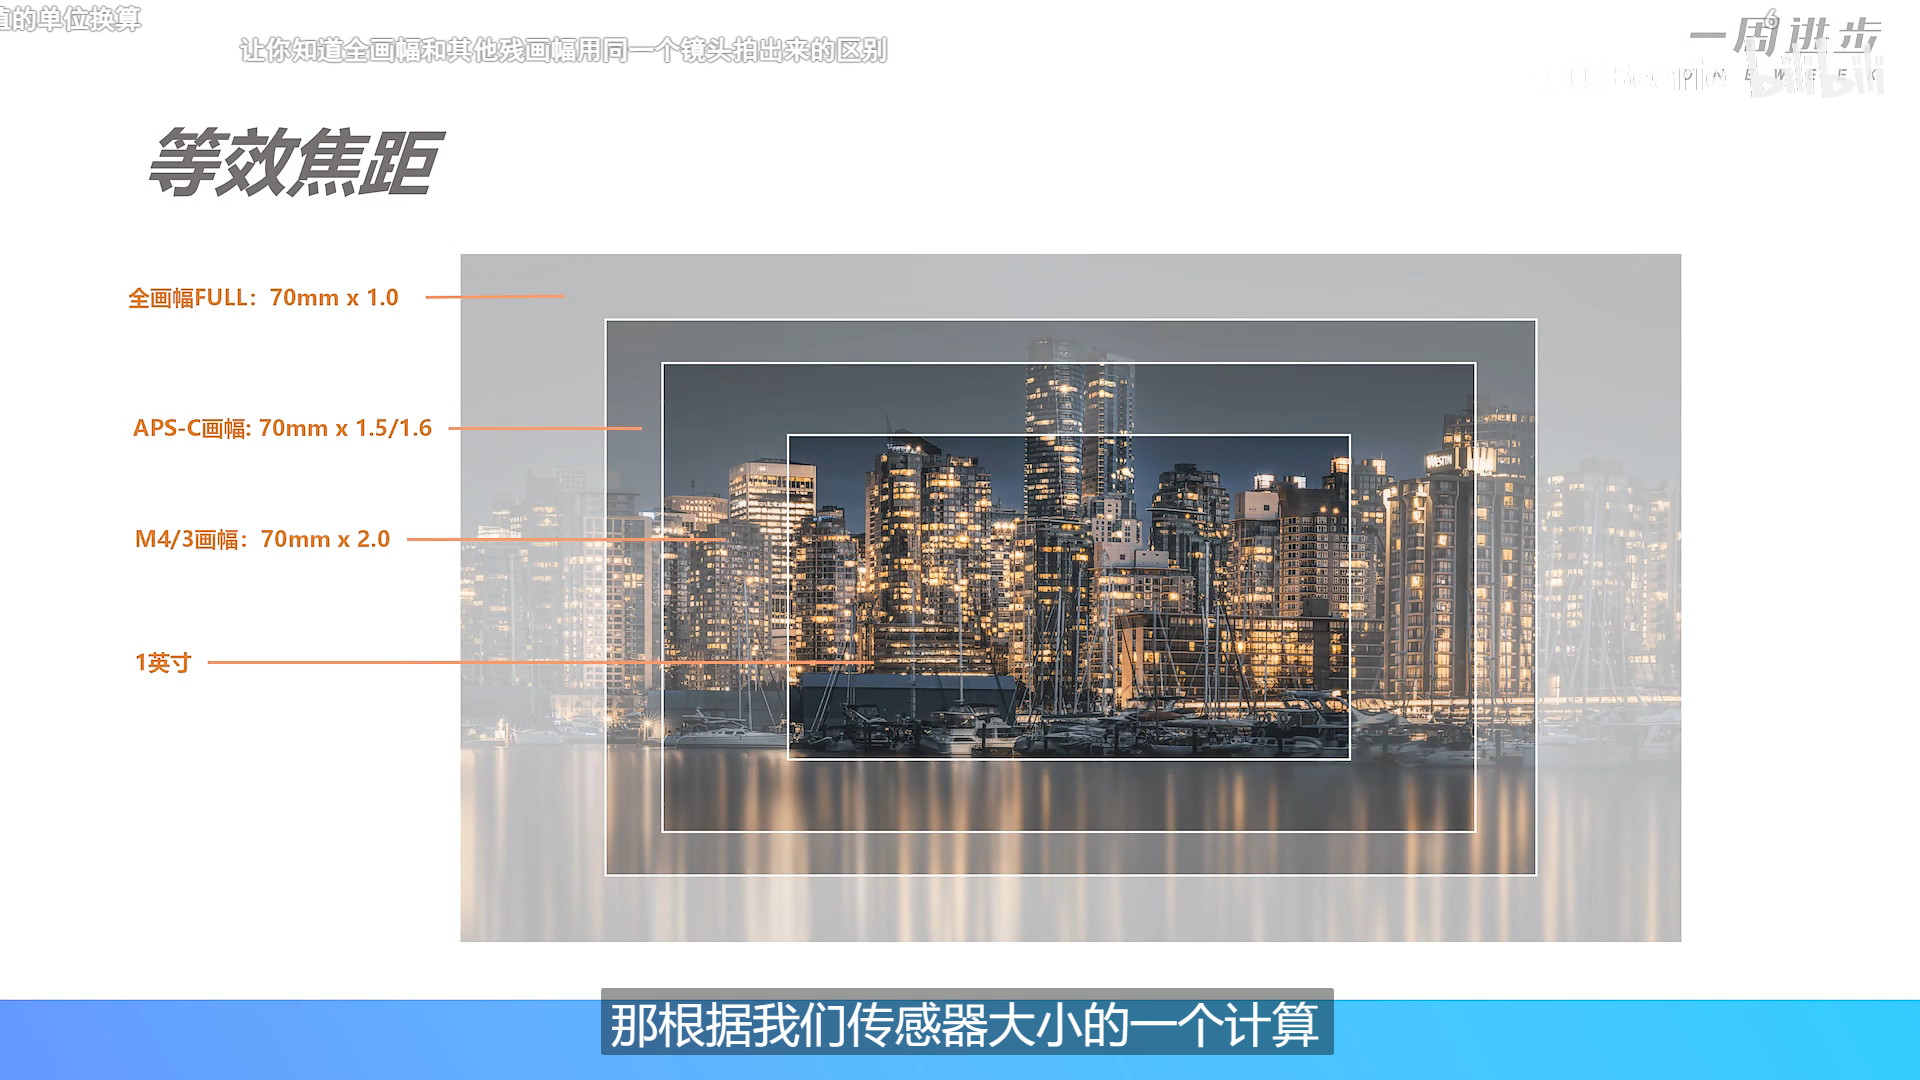 值的单位换算
让你知道全画幅和其他残画幅用同一个镜头拍出来的区别
6
一周进步
bilibili
等效焦距
全画幅FULL：70mm x 1.0
APS-C画幅: 70mm x 1.5/1.6
M4/3画幅：70mm x 2.0
1英寸
WESTIN
那根据我们传感器大小的一个计算